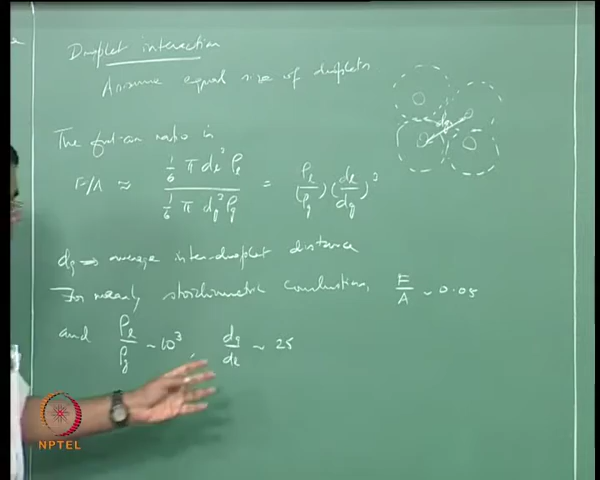 Droplet interaction
Assume equal size of droplets
dg
The fuel-air ratio is
F/A ≈ (1/6 π dℓ³ ρℓ) / (1/6 π dg³ ρg) = (ρℓ/ρg)(dℓ/dg)³
dg → average inter-droplet distance
For nearly stoichiometric combustion, F/A ~ 0.05
and ρℓ/ρg ~ 10³, dg/dℓ ~ 25
NPTEL